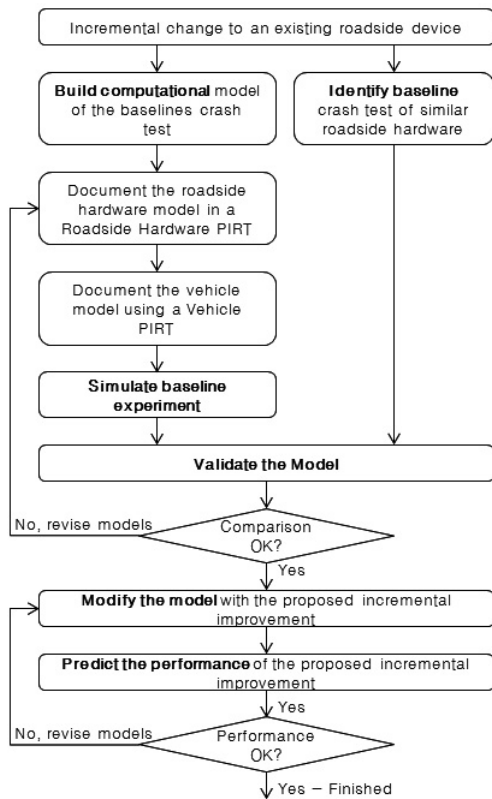 Incremental change to an existing roadside device
Build computational model
of the baselines crash
test
Identify baseline
crash test of similar
roadside hardware
Document the roadside
hardware model in a
Roadside Hardware PIRT
Document the vehicle
model using a Vehicle
PIRT
Simulate baseline
experiment
Validate the Model
No, revise models
Comparison
OK?
Yes
Modify the model with the proposed incremental
improvement
Predict the performance of the proposed incremental
improvement
Yes
No, revise models
Performance
OK?
Yes – Finished